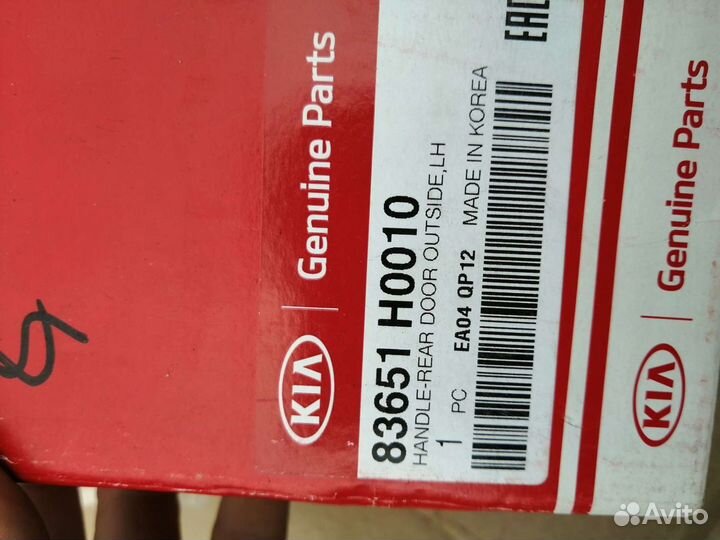 KIA | Genuine Parts
83651 H0010
HANDLE-REAR DOOR OUTSIDE,LH
1 PC EA04 QP12 MADE IN KOREA
EAC
KIA | Genuine Parts
Avito